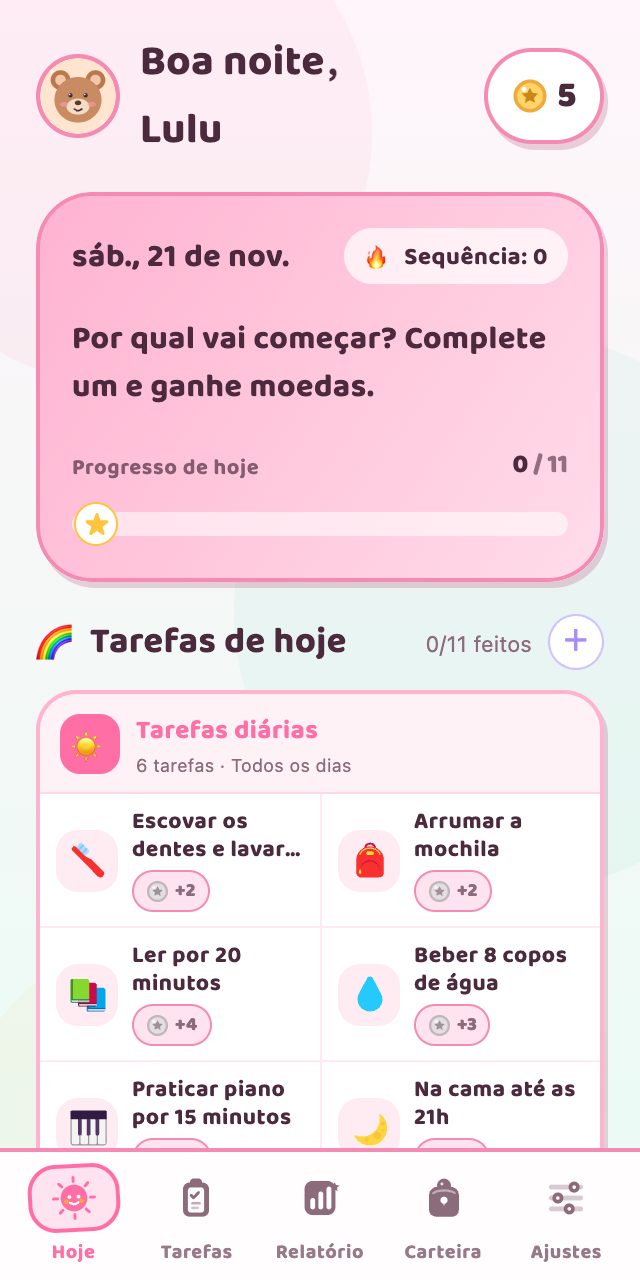 Boa noite,
Lulu
5
sáb., 21 de nov.
Sequência: 0
Por qual vai começar? Complete
um e ganhe moedas.
Progresso de hoje
0 / 11
Tarefas de hoje
0/11 feitos
+
Tarefas diárias
6 tarefas · Todos os dias
Escovar os
dentes e lavar...
+2
Arrumar a
mochila
+2
Ler por 20
minutos
+4
Beber 8 copos
de água
+3
Praticar piano
por 15 minutos
Na cama até as
21h
Hoje
Tarefas
Relatório
Carteira
Ajustes